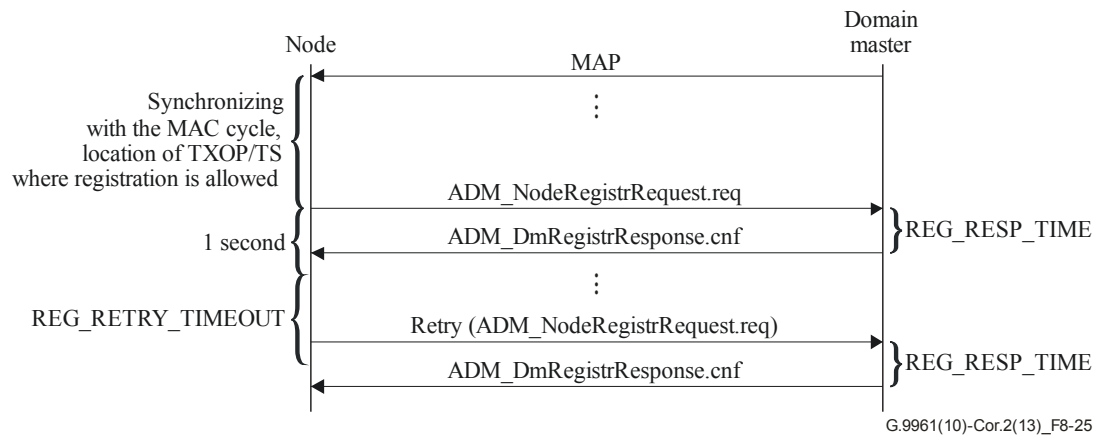 Node
Domain
master
MAP
Synchronizing
with the MAC cycle,
location of TXOP/TS
where registration is allowed
ADM_NodeRegistrRequest.req
REG_RESP_TIME
1 second
ADM_DmRegistrResponse.cnf
REG_RETRY_TIMEOUT
Retry (ADM_NodeRegistrRequest.req)
REG_RESP_TIME
ADM_DmRegistrResponse.cnf
G.9961(10)-Cor.2(13)_F8-25